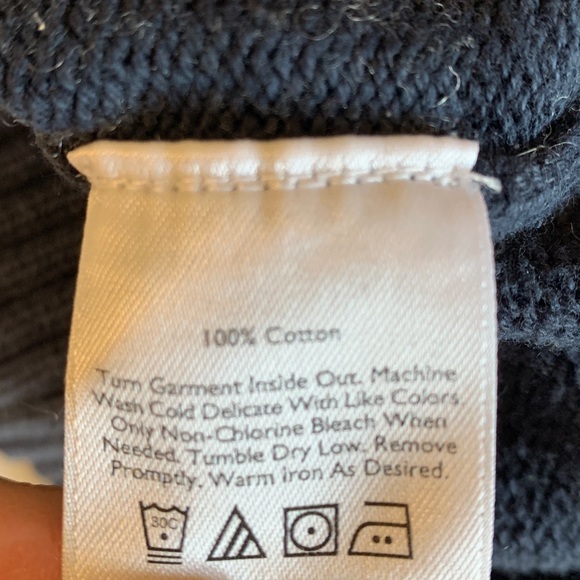 100% Cotton
Turn Garment Inside Out. Machine
Wash Cold Delicate With Like Colors.
Only Non-Chlorine Bleach When
Needed. Tumble Dry Low. Remove
Promptly. Warm Iron As Desired.
30C